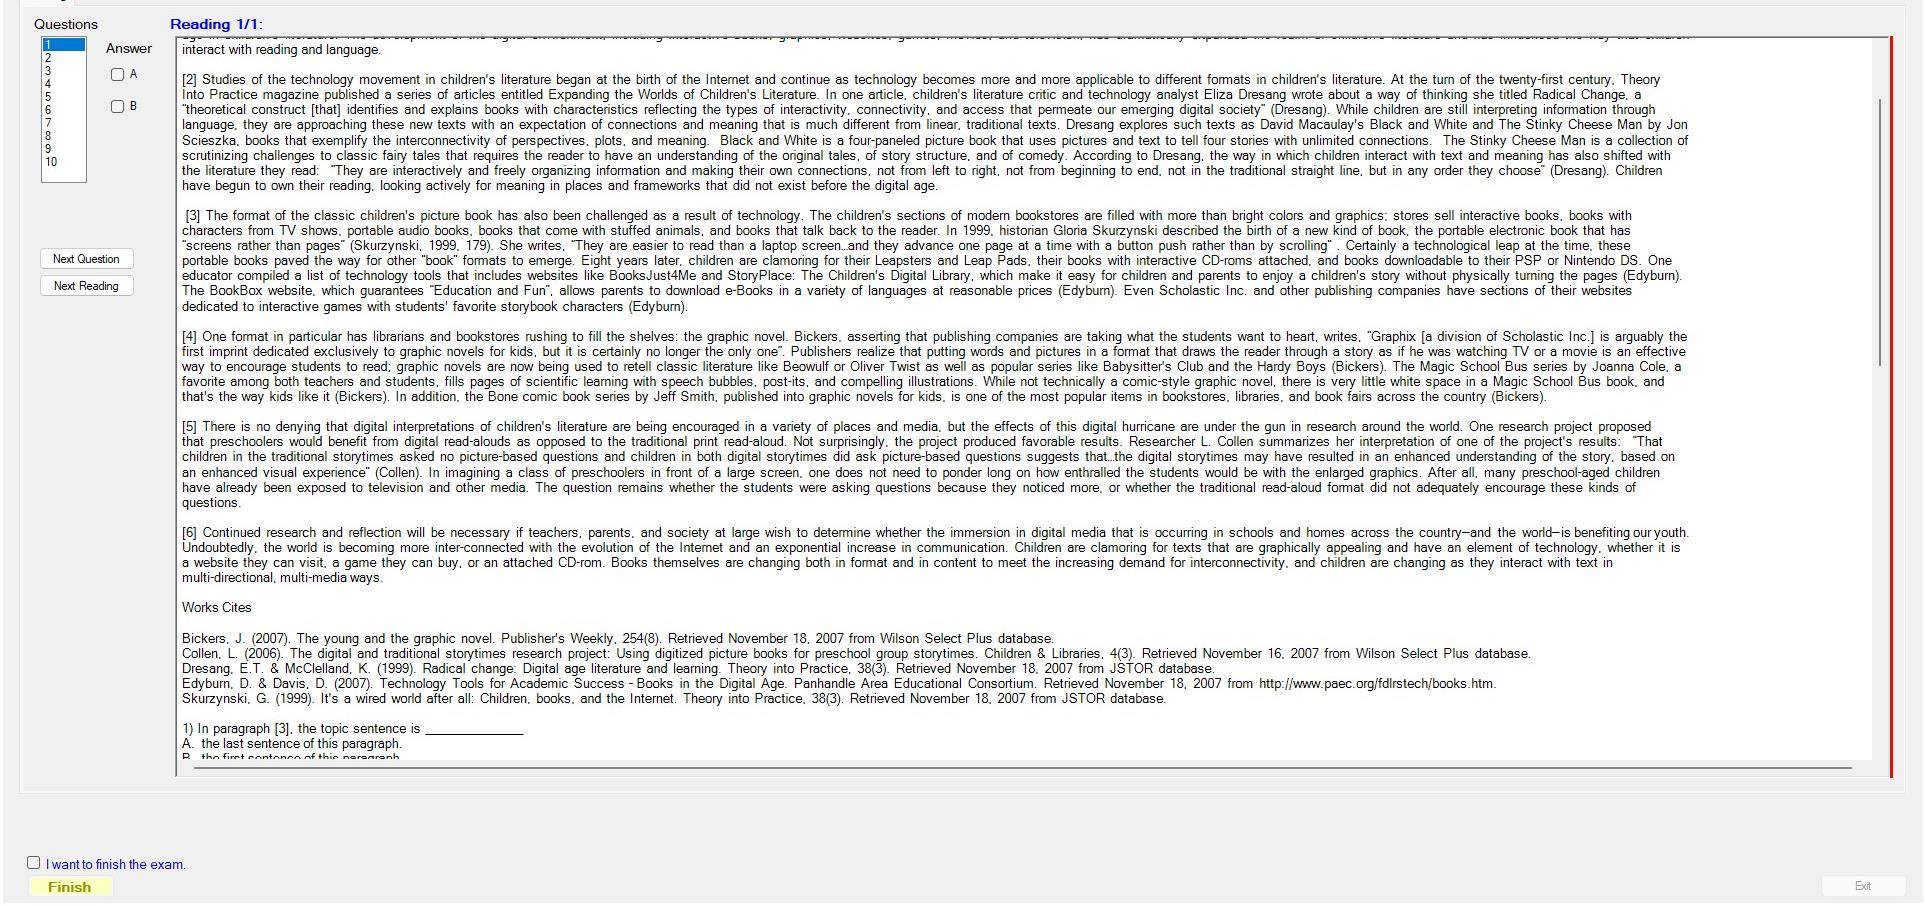 Questions
Reading 1/1:
1
2
3
4
5
6
7
8
9
10
Answer
A
B
Next Question
Next Reading
interact with reading and language.
[2] Studies of the technology movement in children's literature began at the birth of the Internet and continue as technology becomes more and more applicable to different formats in children's literature. At the turn of the twenty-first century, Theory
Into Practice magazine published a series of articles entitled Expanding the Worlds of Children's Literature. In one article, children's literature critic and technology analyst Eliza Dresang wrote about a way of thinking she titled Radical Change, a
"theoretical construct [that] identifies and explains books with characteristics reflecting the types of interactivity, connectivity, and access that permeate our emerging digital society" (Dresang). While children are still interpreting information through
language, they are approaching these new texts with an expectation of connections and meaning that is much different from linear, traditional texts. Dresang explores such texts as David Macaulay's Black and White and The Stinky Cheese Man by Jon
Scieszka, books that exemplify the interconnectivity of perspectives, plots, and meaning.  Black and White is a four-paneled picture book that uses pictures and text to tell four stories with unlimited connections.  The Stinky Cheese Man is a collection of
scrutinizing challenges to classic fairy tales that requires the reader to have an understanding of the original tales, of story structure, and of comedy. According to Dresang, the way in which children interact with text and meaning has also shifted with
the literature they read:  "They are interactively and freely organizing information and making their own connections, not from left to right, not from beginning to end, not in the traditional straight line, but in any order they choose" (Dresang). Children
have begun to own their reading, looking actively for meaning in places and frameworks that did not exist before the digital age.
[3] The format of the classic children's picture book has also been challenged as a result of technology. The children's sections of modern bookstores are filled with more than bright colors and graphics; stores sell interactive books, books with
characters from TV shows, portable audio books, books that come with stuffed animals, and books that talk back to the reader. In 1999, historian Gloria Skurzynski described the birth of a new kind of book, the portable electronic book that has
"screens rather than pages" (Skurzynski, 1999, 179). She writes, "They are easier to read than a laptop screen...and they advance one page at a time with a button push rather than by scrolling" . Certainly a technological leap at the time, these
portable books paved the way for other "book" formats to emerge. Eight years later, children are clamoring for their Leapsters and Leap Pads, their books with interactive CD-roms attached, and books downloadable to their PSP or Nintendo DS. One
educator compiled a list of technology tools that includes websites like BooksJust4Me and StoryPlace: The Children's Digital Library, which make it easy for children and parents to enjoy a children's story without physically turning the pages (Edyburn).
The BookBox website, which guarantees "Education and Fun", allows parents to download e-Books in a variety of languages at reasonable prices (Edyburn). Even Scholastic Inc. and other publishing companies have sections of their websites
dedicated to interactive games with students' favorite storybook characters (Edyburn).
[4] One format in particular has librarians and bookstores rushing to fill the shelves: the graphic novel. Bickers, asserting that publishing companies are taking what the students want to heart, writes, "Graphix [a division of Scholastic Inc.] is arguably the
first imprint dedicated exclusively to graphic novels for kids, but it is certainly no longer the only one". Publishers realize that putting words and pictures in a format that draws the reader through a story as if he was watching TV or a movie is an effective
way to encourage students to read; graphic novels are now being used to retell classic literature like Beowulf or Oliver Twist as well as popular series like Babysitter's Club and the Hardy Boys (Bickers). The Magic School Bus series by Joanna Cole, a
favorite among both teachers and students, fills pages of scientific learning with speech bubbles, post-its, and compelling illustrations. While not technically a comic-style graphic novel, there is very little white space in a Magic School Bus book, and
that's the way kids like it (Bickers). In addition, the Bone comic book series by Jeff Smith, published into graphic novels for kids, is one of the most popular items in bookstores, libraries, and book fairs across the country (Bickers).
[5] There is no denying that digital interpretations of children's literature are being encouraged in a variety of places and media, but the effects of this digital hurricane are under the gun in research around the world. One research project proposed
that preschoolers would benefit from digital read-alouds as opposed to the traditional print read-aloud. Not surprisingly, the project produced favorable results. Researcher L. Collen summarizes her interpretation of one of the project's results:  "That
children in the traditional storytimes asked no picture-based questions and children in both digital storytimes did ask picture-based questions suggests that...the digital storytimes may have resulted in an enhanced understanding of the story, based on
an enhanced visual experience" (Collen). In imagining a class of preschoolers in front of a large screen, one does not need to ponder long on how enthralled the students would be with the enlarged graphics. After all, many preschool-aged children
have already been exposed to television and other media. The question remains whether the students were asking questions because they noticed more, or whether the traditional read-aloud format did not adequately encourage these kinds of
questions.
[6] Continued research and reflection will be necessary if teachers, parents, and society at large wish to determine whether the immersion in digital media that is occurring in schools and homes across the country–and the world–is benefiting our youth.
Undoubtedly, the world is becoming more inter-connected with the evolution of the Internet and an exponential increase in communication. Children are clamoring for texts that are graphically appealing and have an element of technology, whether it is
a website they can visit, a game they can buy, or an attached CD-rom. Books themselves are changing both in format and in content to meet the increasing demand for interconnectivity, and children are changing as they interact with text in
multi-directional, multi-media ways.
Works Cites
Bickers, J. (2007). The young and the graphic novel. Publisher's Weekly, 254(8). Retrieved November 18, 2007 from Wilson Select Plus database.
Collen, L. (2006). The digital and traditional storytimes research project: Using digitized picture books for preschool group storytimes. Children & Libraries, 4(3). Retrieved November 16, 2007 from Wilson Select Plus database.
Dresang, E.T. & McClelland, K. (1999). Radical change: Digital age literature and learning. Theory into Practice, 38(3). Retrieved November 18, 2007 from JSTOR database.
Edyburn, D. & Davis, D. (2007). Technology Tools for Academic Success - Books in the Digital Age. Panhandle Area Educational Consortium. Retrieved November 18, 2007 from http://www.paec.org/fdlrstech/books.htm.
Skurzynski, G. (1999). It's a wired world after all: Children, books, and the Internet. Theory into Practice, 38(3). Retrieved November 18, 2007 from JSTOR database.
1) In paragraph [3], the topic sentence is ______________
A. the last sentence of this paragraph.
B. the first sentence of this paragraph.
I want to finish the exam.
Finish
Exit